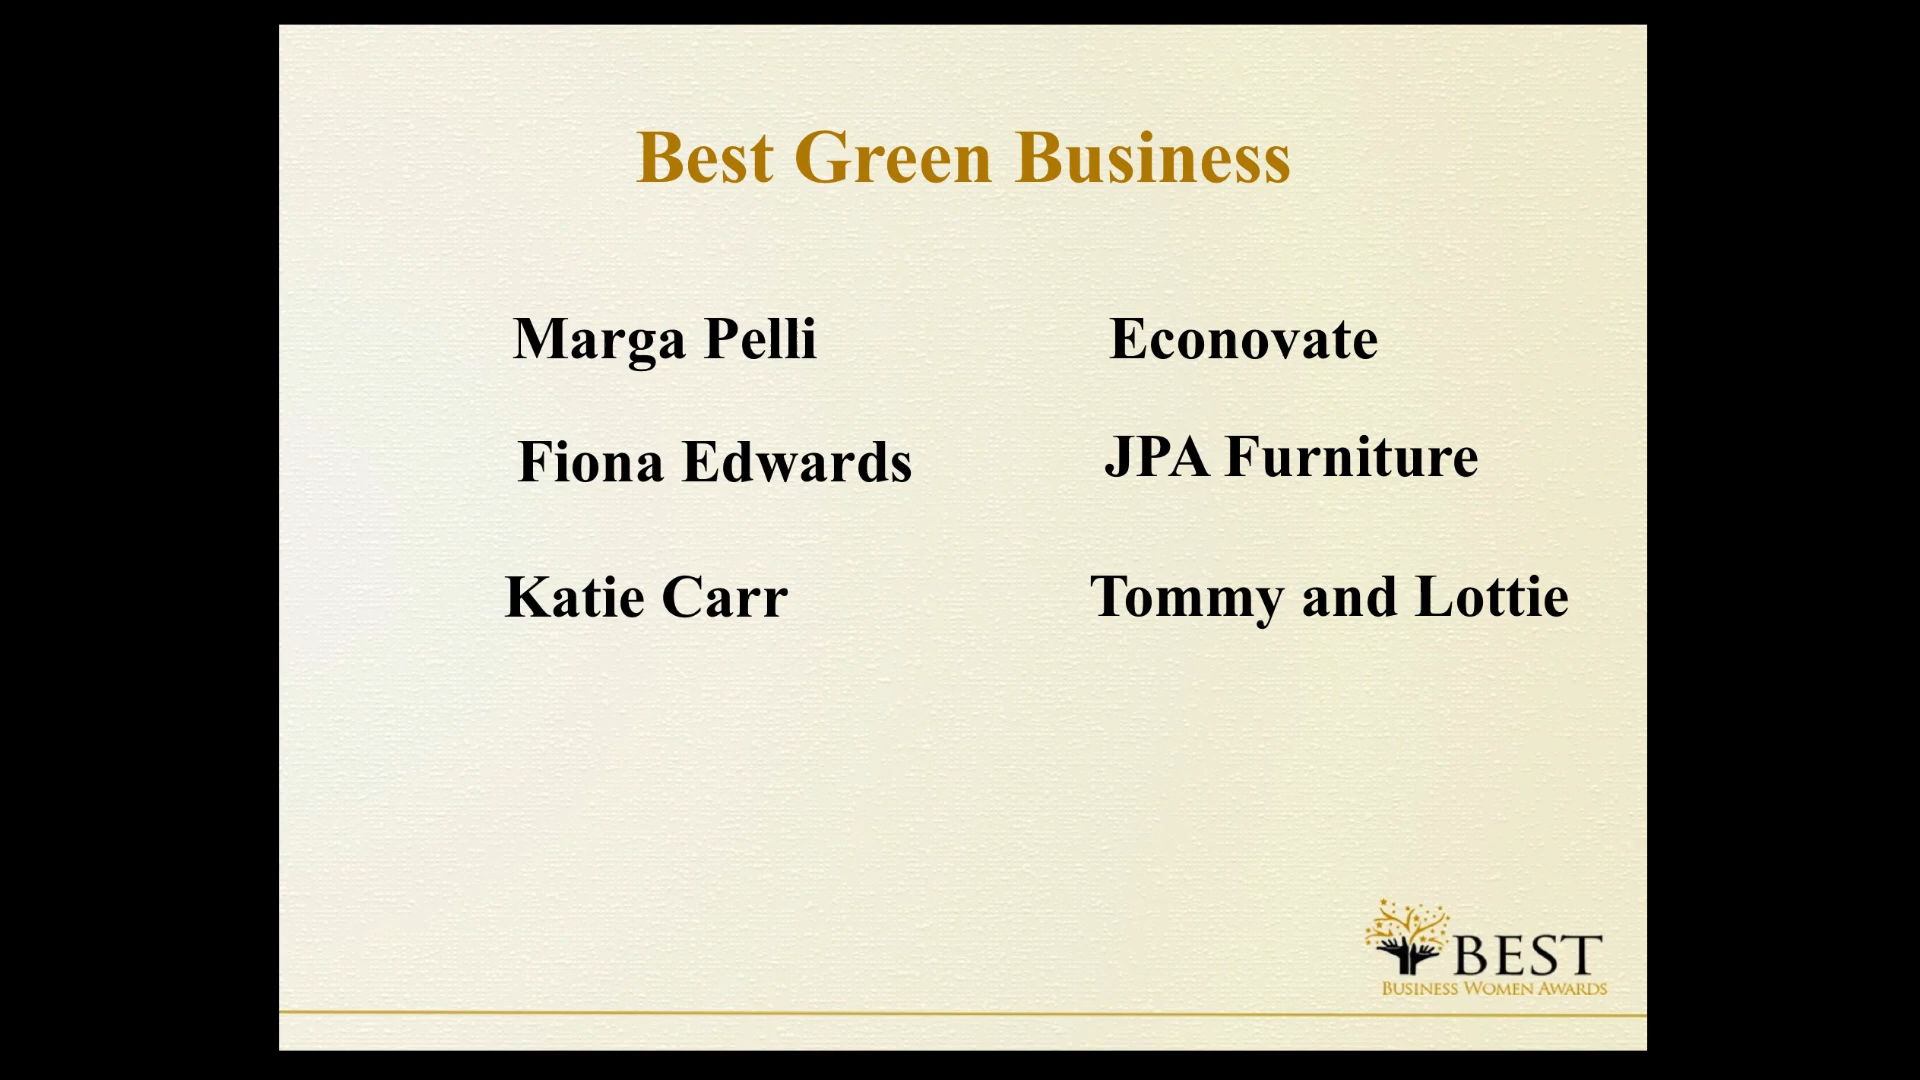 Best Green Business
Marga Pelli Econovate
Fiona Edwards JPA Furniture
Katie Carr Tommy and Lottie
BEST
BUSINESS WOMEN AWARDS